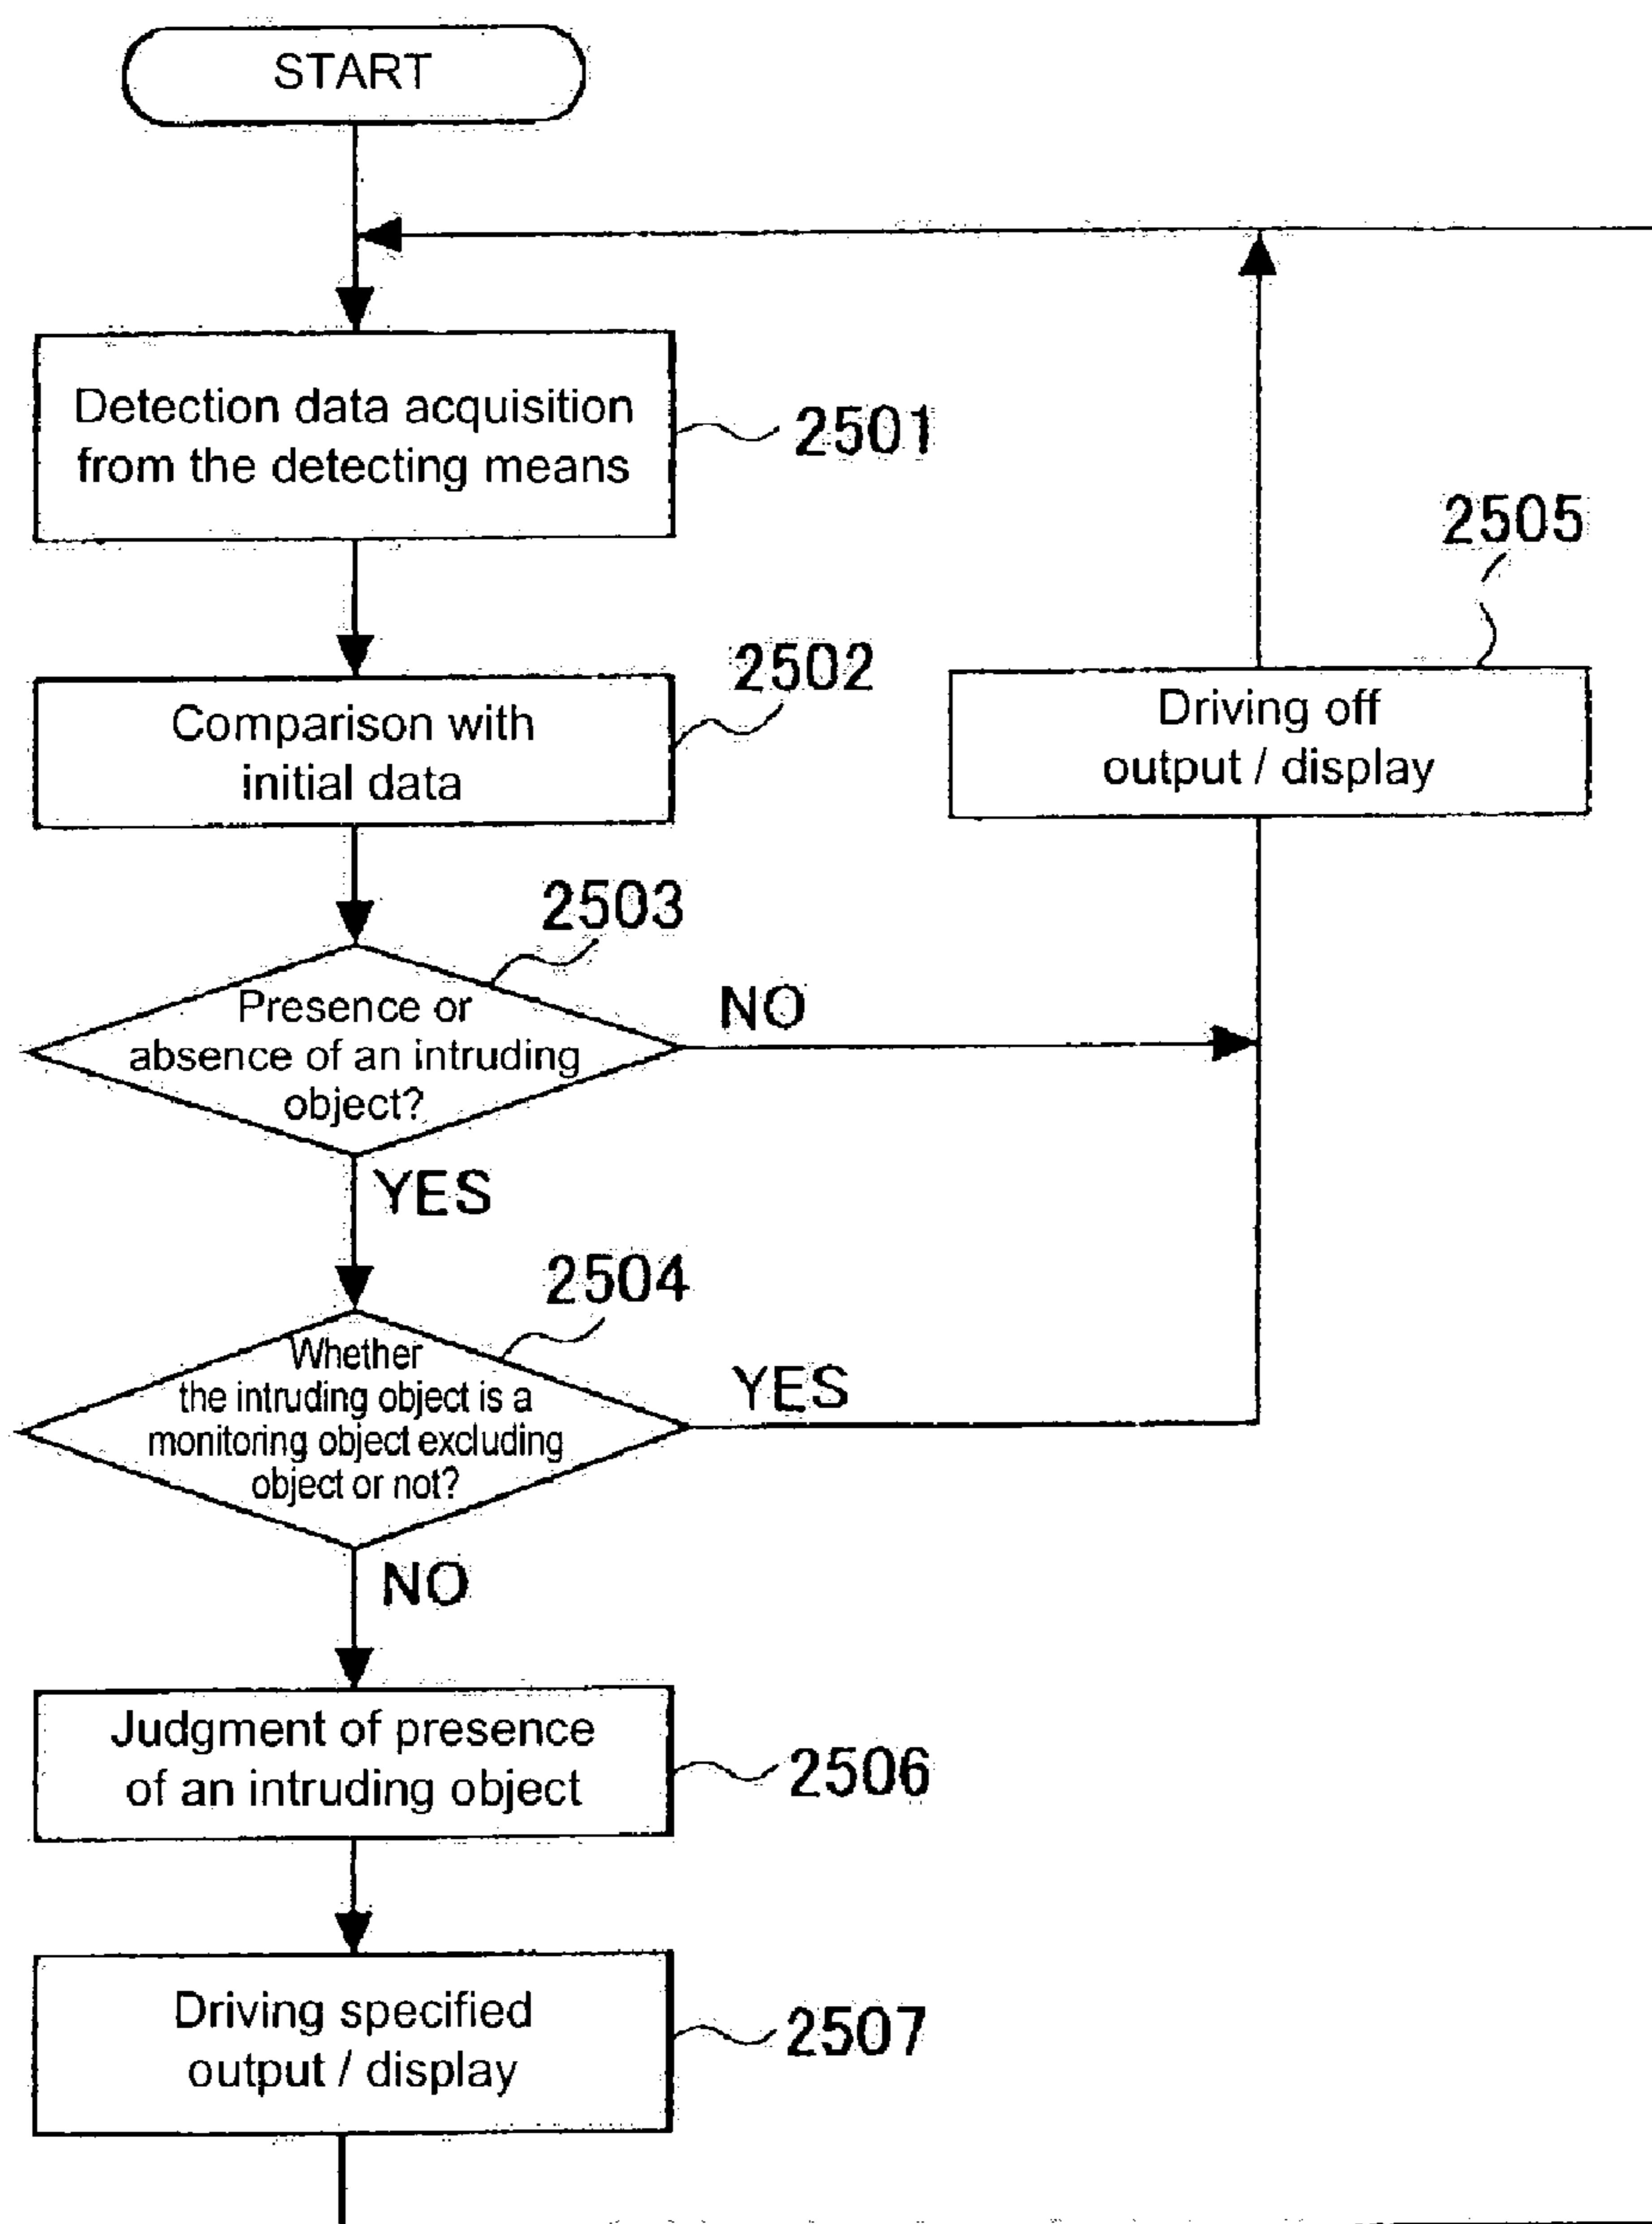 START
Detection data acquisition
from the detecting means
2501
2505
Comparison with
initial data
2502
Driving off
output / display
2503
Presence or
absence of an intruding
object?
NO
YES
2504
Whether
the intruding object is a
monitoring object excluding
object or not?
YES
NO
Judgment of presence
of an intruding object
2506
Driving specified
output / display
2507